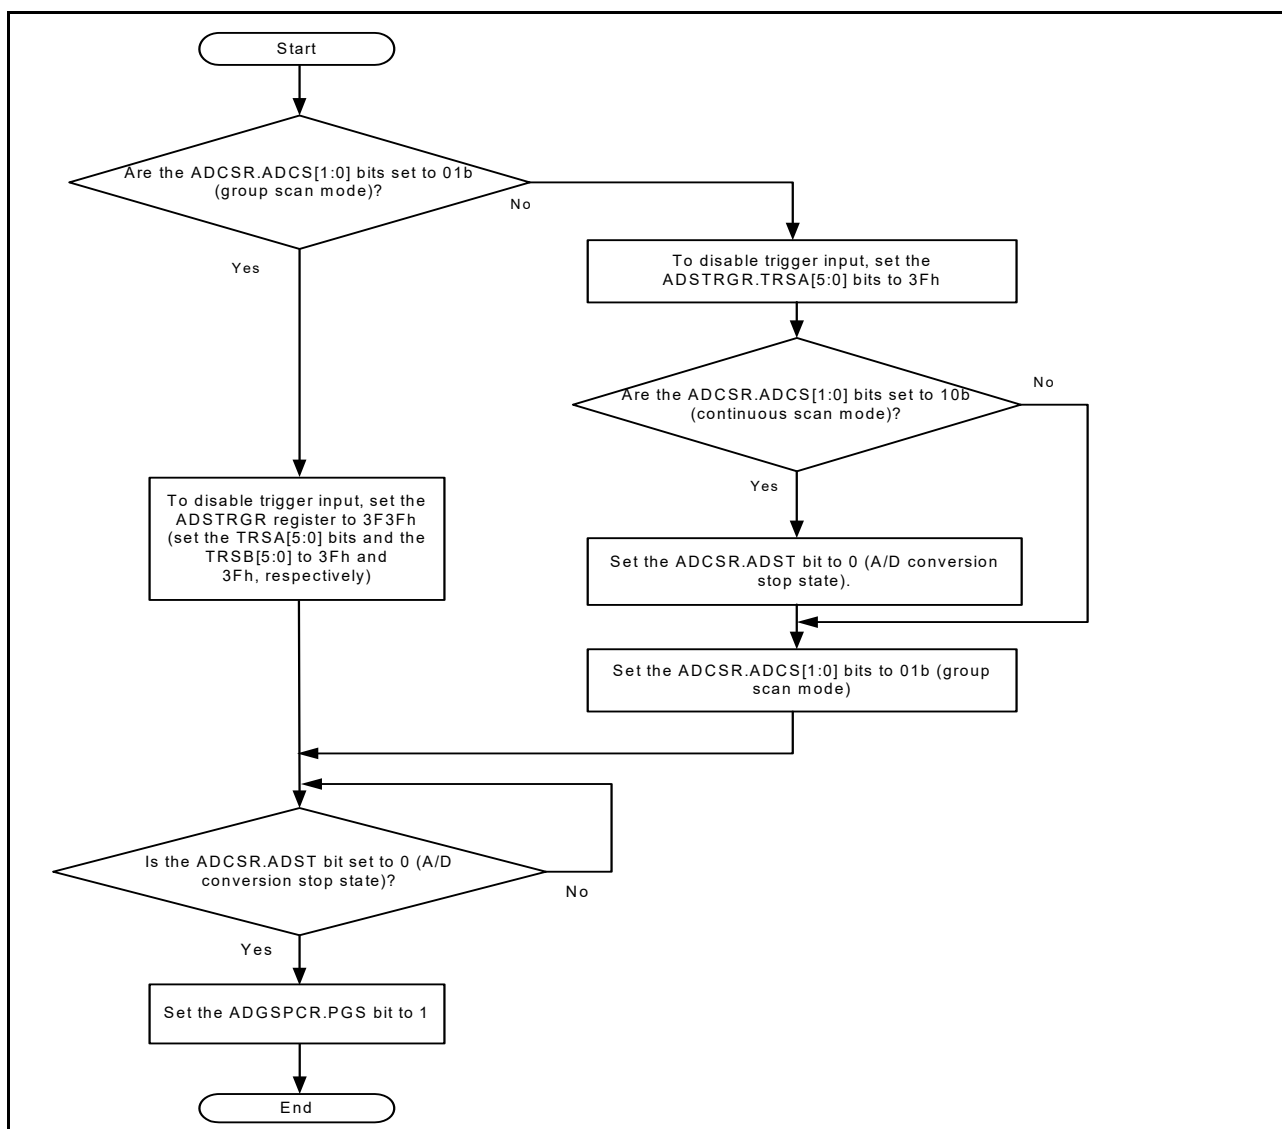 Start
Are the ADCSR.ADCS[1:0] bits set to 01b
(group scan mode)?
No
Yes
To disable trigger input, set the
ADSTRGR.TRSA[5:0] bits to 3Fh
Are the ADCSR.ADCS[1:0] bits set to 10b
(continuous scan mode)?
No
Yes
To disable trigger input, set the
ADSTRGR register to 3F3Fh
(set the TRSA[5:0] bits and the
TRSB[5:0] to 3Fh and
3Fh, respectively)
Set the ADCSR.ADST bit to 0 (A/D conversion
stop state).
Set the ADCSR.ADCS[1:0] bits to 01b (group
scan mode)
Is the ADCSR.ADST bit set to 0 (A/D
conversion stop state)?
No
Yes
Set the ADGSPCR.PGS bit to 1
End